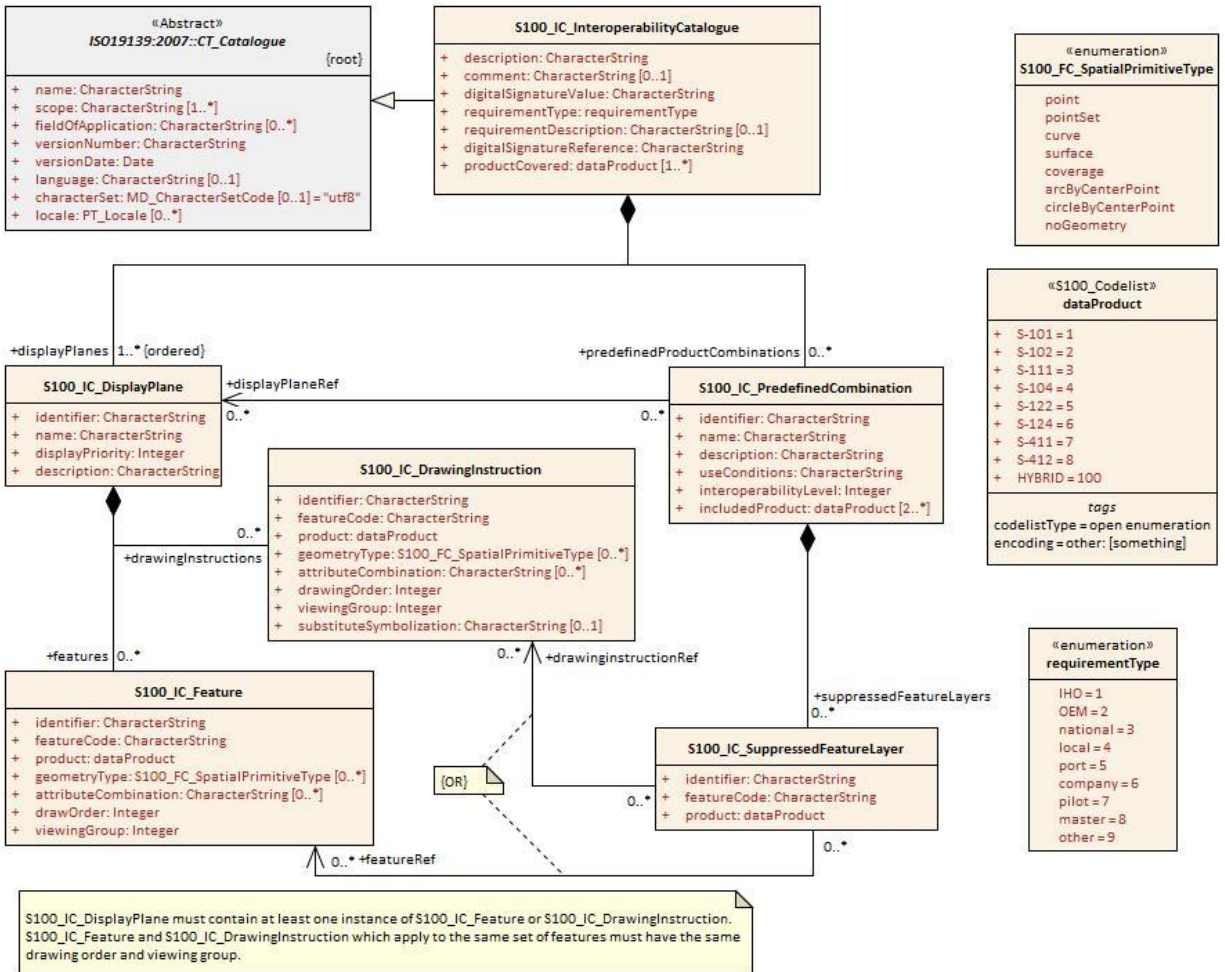 «Abstract»
ISO19139:2007::CT_Catalogue
{root}
+ name: CharacterString
+ scope: CharacterString [1..*]
+ fieldOfApplication: CharacterString [0..*]
+ versionNumber: CharacterString
+ versionDate: Date
+ language: CharacterString [0..1]
+ characterSet: MD_CharacterSetCode [0..1] = "utf8"
+ locale: PT_Locale [0..*]
S100_IC_InteroperabilityCatalogue
+ description: CharacterString
+ comment: CharacterString [0..1]
+ digitalSignatureValue: CharacterString
+ requirementType: requirementType
+ requirementDescription: CharacterString [0..1]
+ digitalSignatureReference: CharacterString
+ productCovered: dataProduct [1..*]
«enumeration»
S100_FC_SpatialPrimitiveType
point
pointSet
curve
surface
coverage
arcByCenterPoint
circleByCenterPoint
noGeometry
«S100_Codelist»
dataProduct
+ S-101 = 1
+ S-102 = 2
+ S-111 = 3
+ S-104 = 4
+ S-122 = 5
+ S-124 = 6
+ S-411 = 7
+ S-412 = 8
+ HYBRID = 100
tags
codelistType = open enumeration
encoding = other: [something]
+displayPlanes 1..* {ordered}
+predefinedProductCombinations 0..*
S100_IC_DisplayPlane
+ identifier: CharacterString
+ name: CharacterString
+ displayPriority: Integer
+ description: CharacterString
+displayPlaneRef
0..*
0..*
S100_IC_PredefinedCombination
+ identifier: CharacterString
+ name: CharacterString
+ description: CharacterString
+ useConditions: CharacterString
+ interoperabilityLevel: Integer
+ includedProduct: dataProduct [2..*]
S100_IC_DrawingInstruction
+ identifier: CharacterString
+ featureCode: CharacterString
+ product: dataProduct
+ geometryType: S100_FC_SpatialPrimitiveType [0..*]
+ attributeCombination: CharacterString [0..*]
+ drawingOrder: Integer
+ viewingGroup: Integer
+ substituteSymbolization: CharacterString [0..1]
0..*
+drawingInstructions
+features 0..*
0..* +drawinginstructionRef
S100_IC_Feature
+ identifier: CharacterString
+ featureCode: CharacterString
+ product: dataProduct
+ geometryType: S100_FC_SpatialPrimitiveType [0..*]
+ attributeCombination: CharacterString [0..*]
+ drawOrder: Integer
+ viewingGroup: Integer
+suppressedFeatureLayers
0..*
S100_IC_SuppressedFeatureLayer
+ identifier: CharacterString
+ featureCode: CharacterString
+ product: dataProduct
{OR}
0..*
0..*
0..* +featureRef
«enumeration»
requirementType
IHO = 1
OEM = 2
national = 3
local = 4
port = 5
company = 6
pilot = 7
master = 8
other = 9
S100_IC_DisplayPlane must contain at least one instance of S100_IC_Feature or S100_IC_DrawingInstruction.
S100_IC_Feature and S100_IC_DrawingInstruction which apply to the same set of features must have the same
drawing order and viewing group.